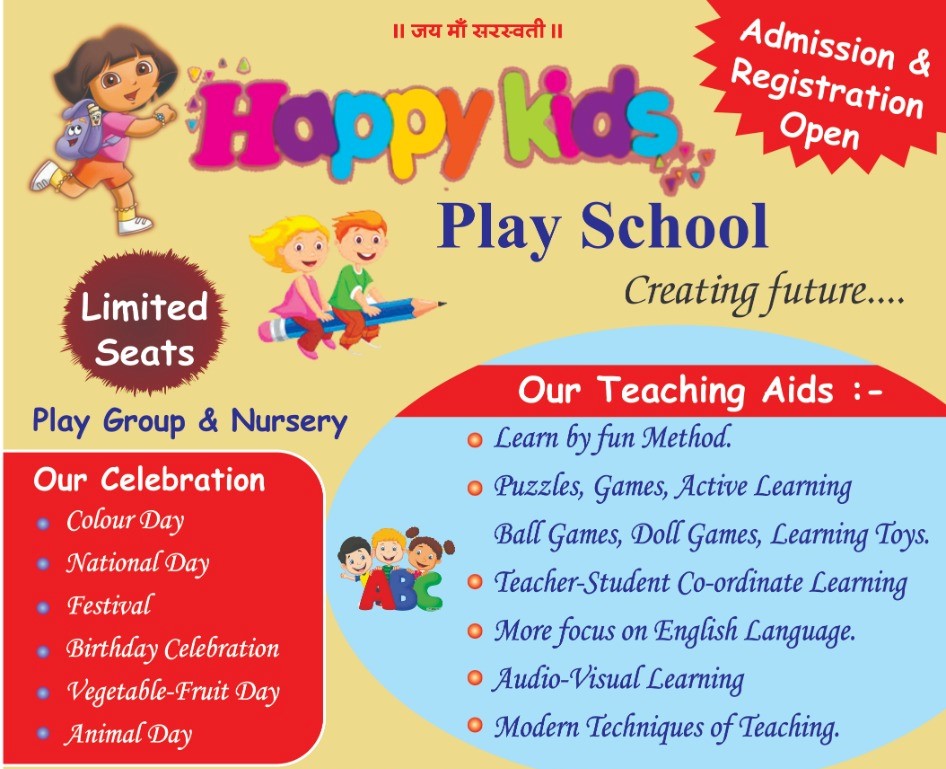 ॥ जय माँ सरस्वती ॥
Admission &
Registration
Open
Happy kids
Play School
Creating future....
Limited
Seats
Play Group & Nursery
Our Celebration
Colour Day
National Day
Festival
Birthday Celebration
Vegetable-Fruit Day
Animal Day
Our Teaching Aids :-
Learn by fun Method.
Puzzles, Games, Active Learning
Ball Games, Doll Games, Learning Toys.
Teacher-Student Co-ordinate Learning
More focus on English Language.
Audio-Visual Learning
Modern Techniques of Teaching.
ABC